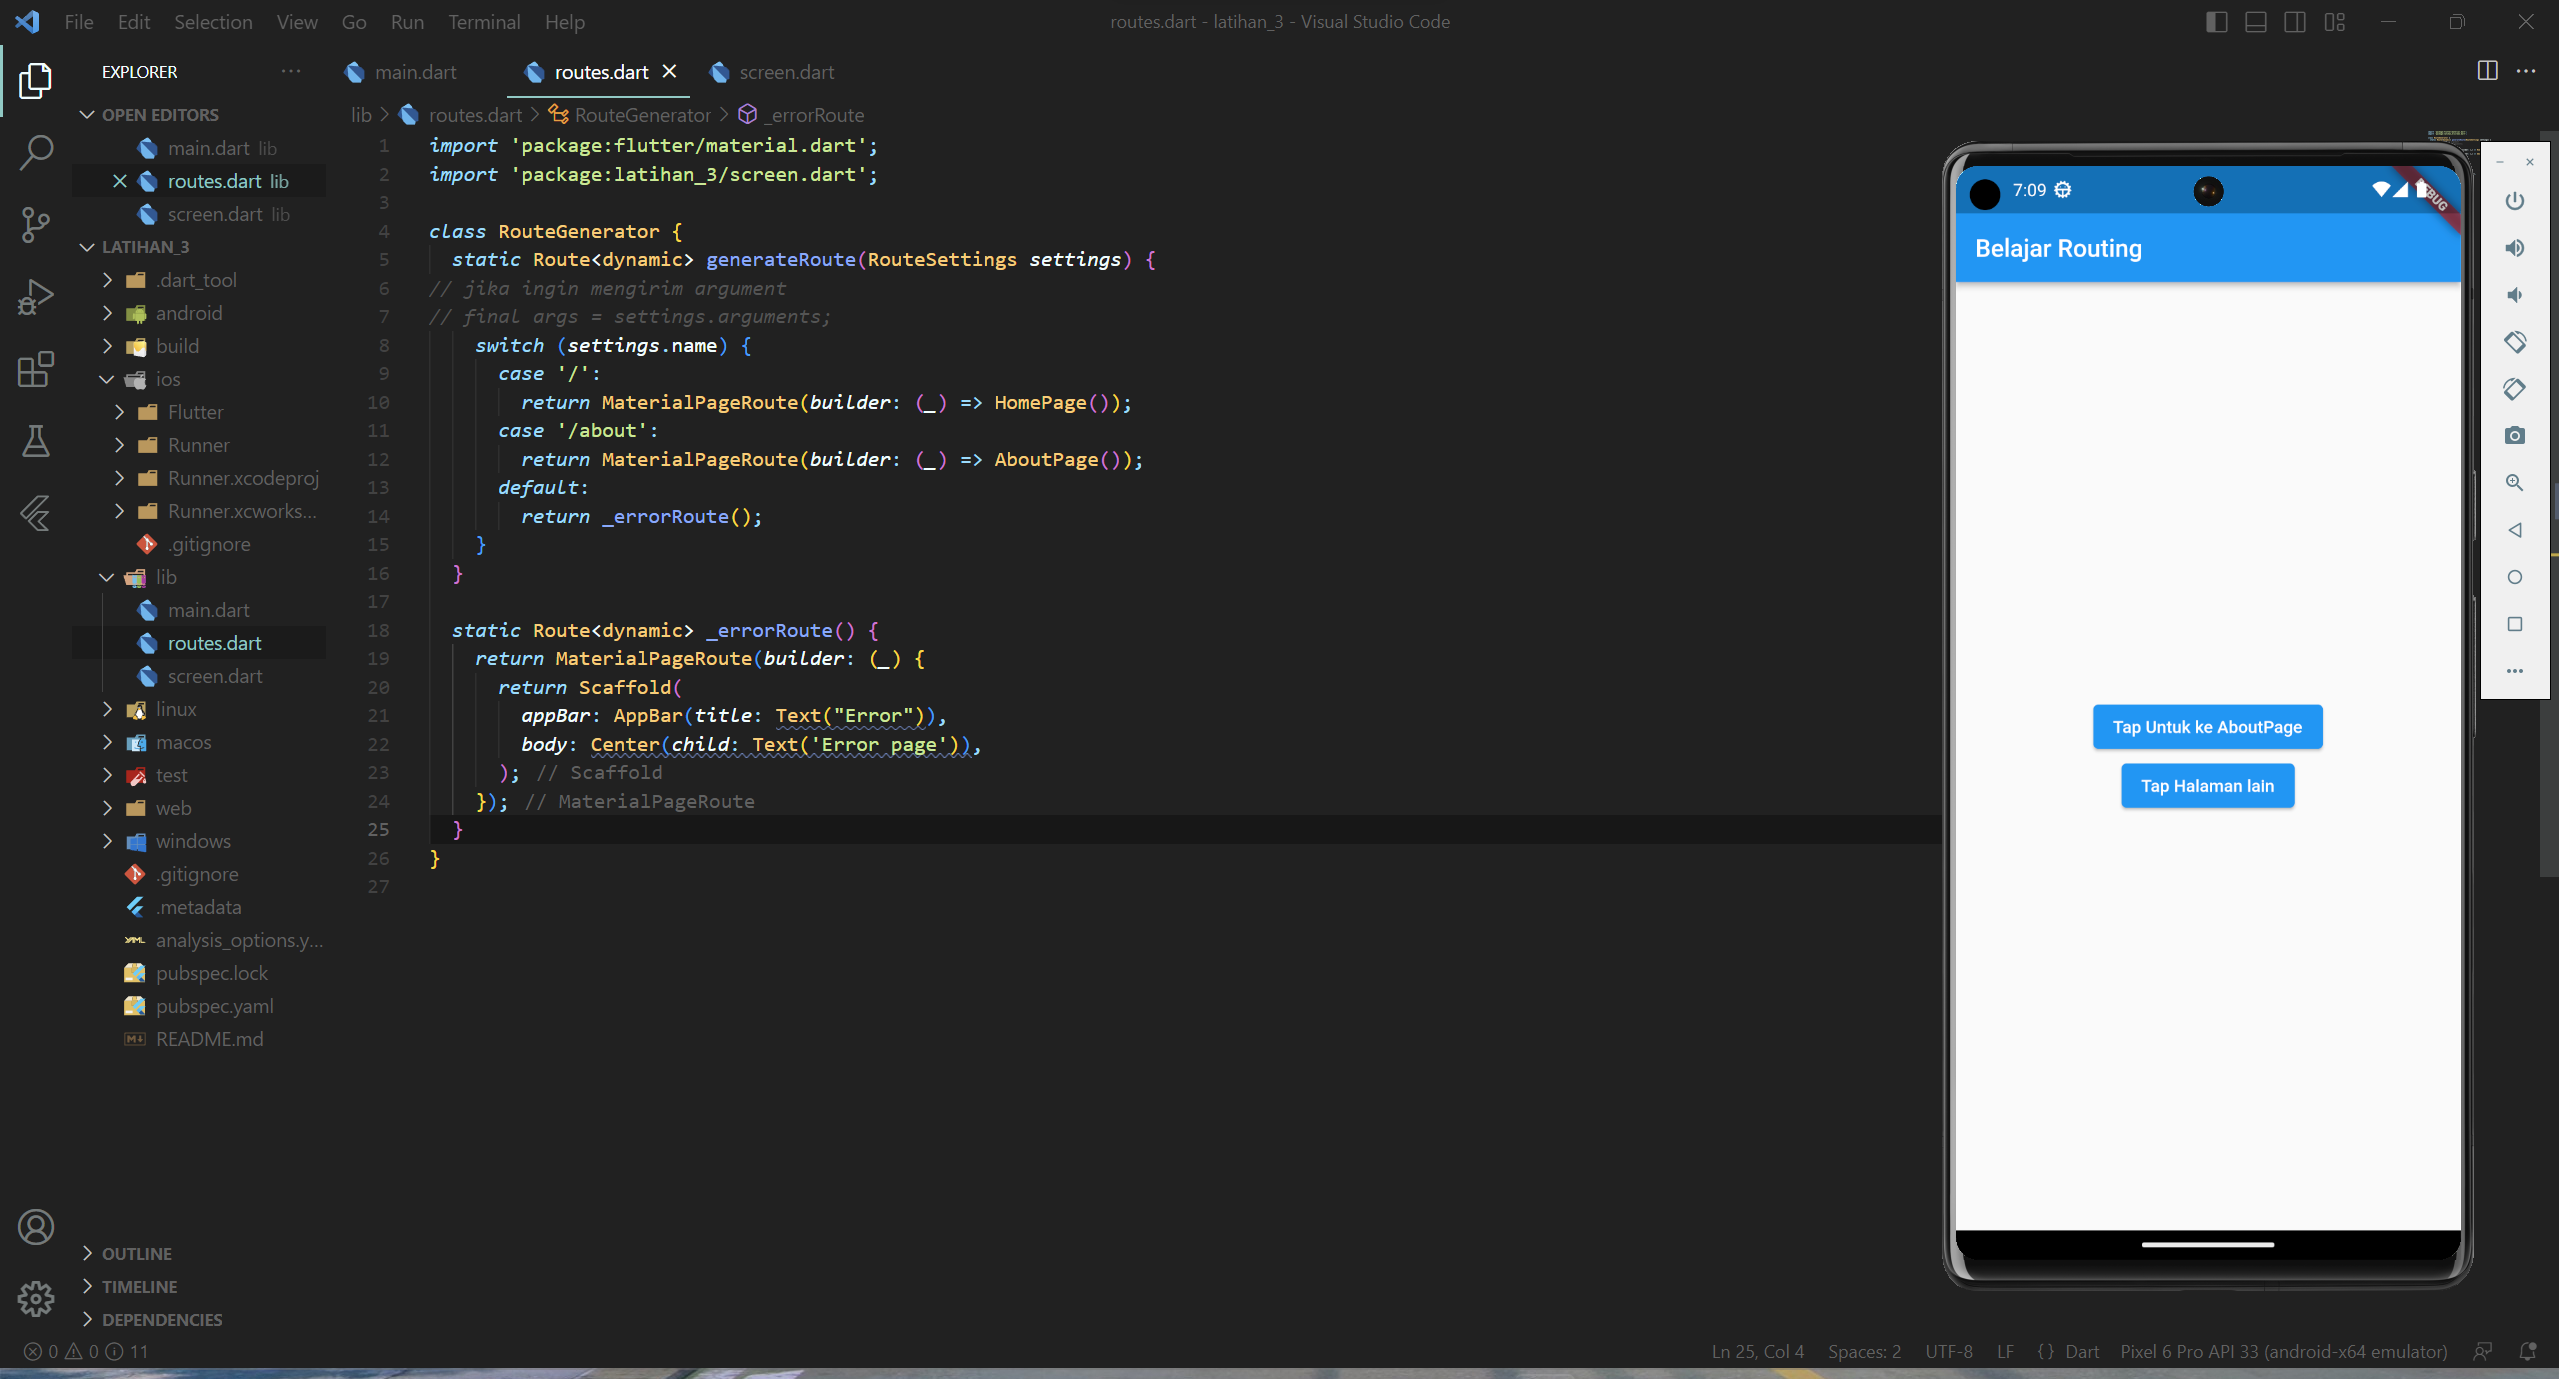 File Edit Selection View Go Run Terminal Help
routes.dart - latihan_3 - Visual Studio Code
EXPLORER
OPEN EDITORS
main.dart lib
routes.dart lib
screen.dart lib
LATIHAN_3
.dart_tool
android
build
ios
Flutter
Runner
Runner.xcodeproj
Runner.xcworks...
.gitignore
lib
main.dart
routes.dart
screen.dart
linux
macos
test
web
windows
.gitignore
.metadata
analysis_options.y...
pubspec.lock
pubspec.yaml
README.md
OUTLINE
TIMELINE
DEPENDENCIES
main.dart routes.dart screen.dart
lib > routes.dart > RouteGenerator > _errorRoute
1 import 'package:flutter/material.dart';
2 import 'package:latihan_3/screen.dart';
3
4 class RouteGenerator {
5 static Route<dynamic> generateRoute(RouteSettings settings) {
6 // jika ingin mengirim argument
7 // final args = settings.arguments;
8 switch (settings.name) {
9 case '/':
10 return MaterialPageRoute(builder: (_) => HomePage());
11 case '/about':
12 return MaterialPageRoute(builder: (_) => AboutPage());
13 default:
14 return _errorRoute();
15 }
16 }
17
18 static Route<dynamic> _errorRoute() {
19 return MaterialPageRoute(builder: (_) {
20 return Scaffold(
21 appBar: AppBar(title: Text("Error")),
22 body: Center(child: Text('Error page')),
23 ); // Scaffold
24 }); // MaterialPageRoute
25 }
26 }
27
7:09
DEBUG
Belajar Routing
Tap Untuk ke AboutPage
Tap Halaman lain
0 0 11
Ln 25, Col 4 Spaces: 2 UTF-8 LF {} Dart Pixel 6 Pro API 33 (android-x64 emulator)